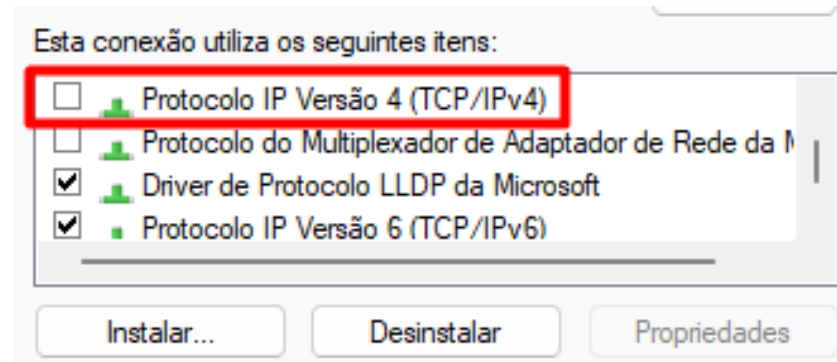 Esta conexão utiliza os seguintes itens:
Protocolo IP Versão 4 (TCP/IPv4)
Protocolo do Multiplexador de Adaptador de Rede da
Driver de Protocolo LLDP da Microsoft
Protocolo IP Versão 6 (TCP/IPv6)
Instalar... Desinstalar Propriedades